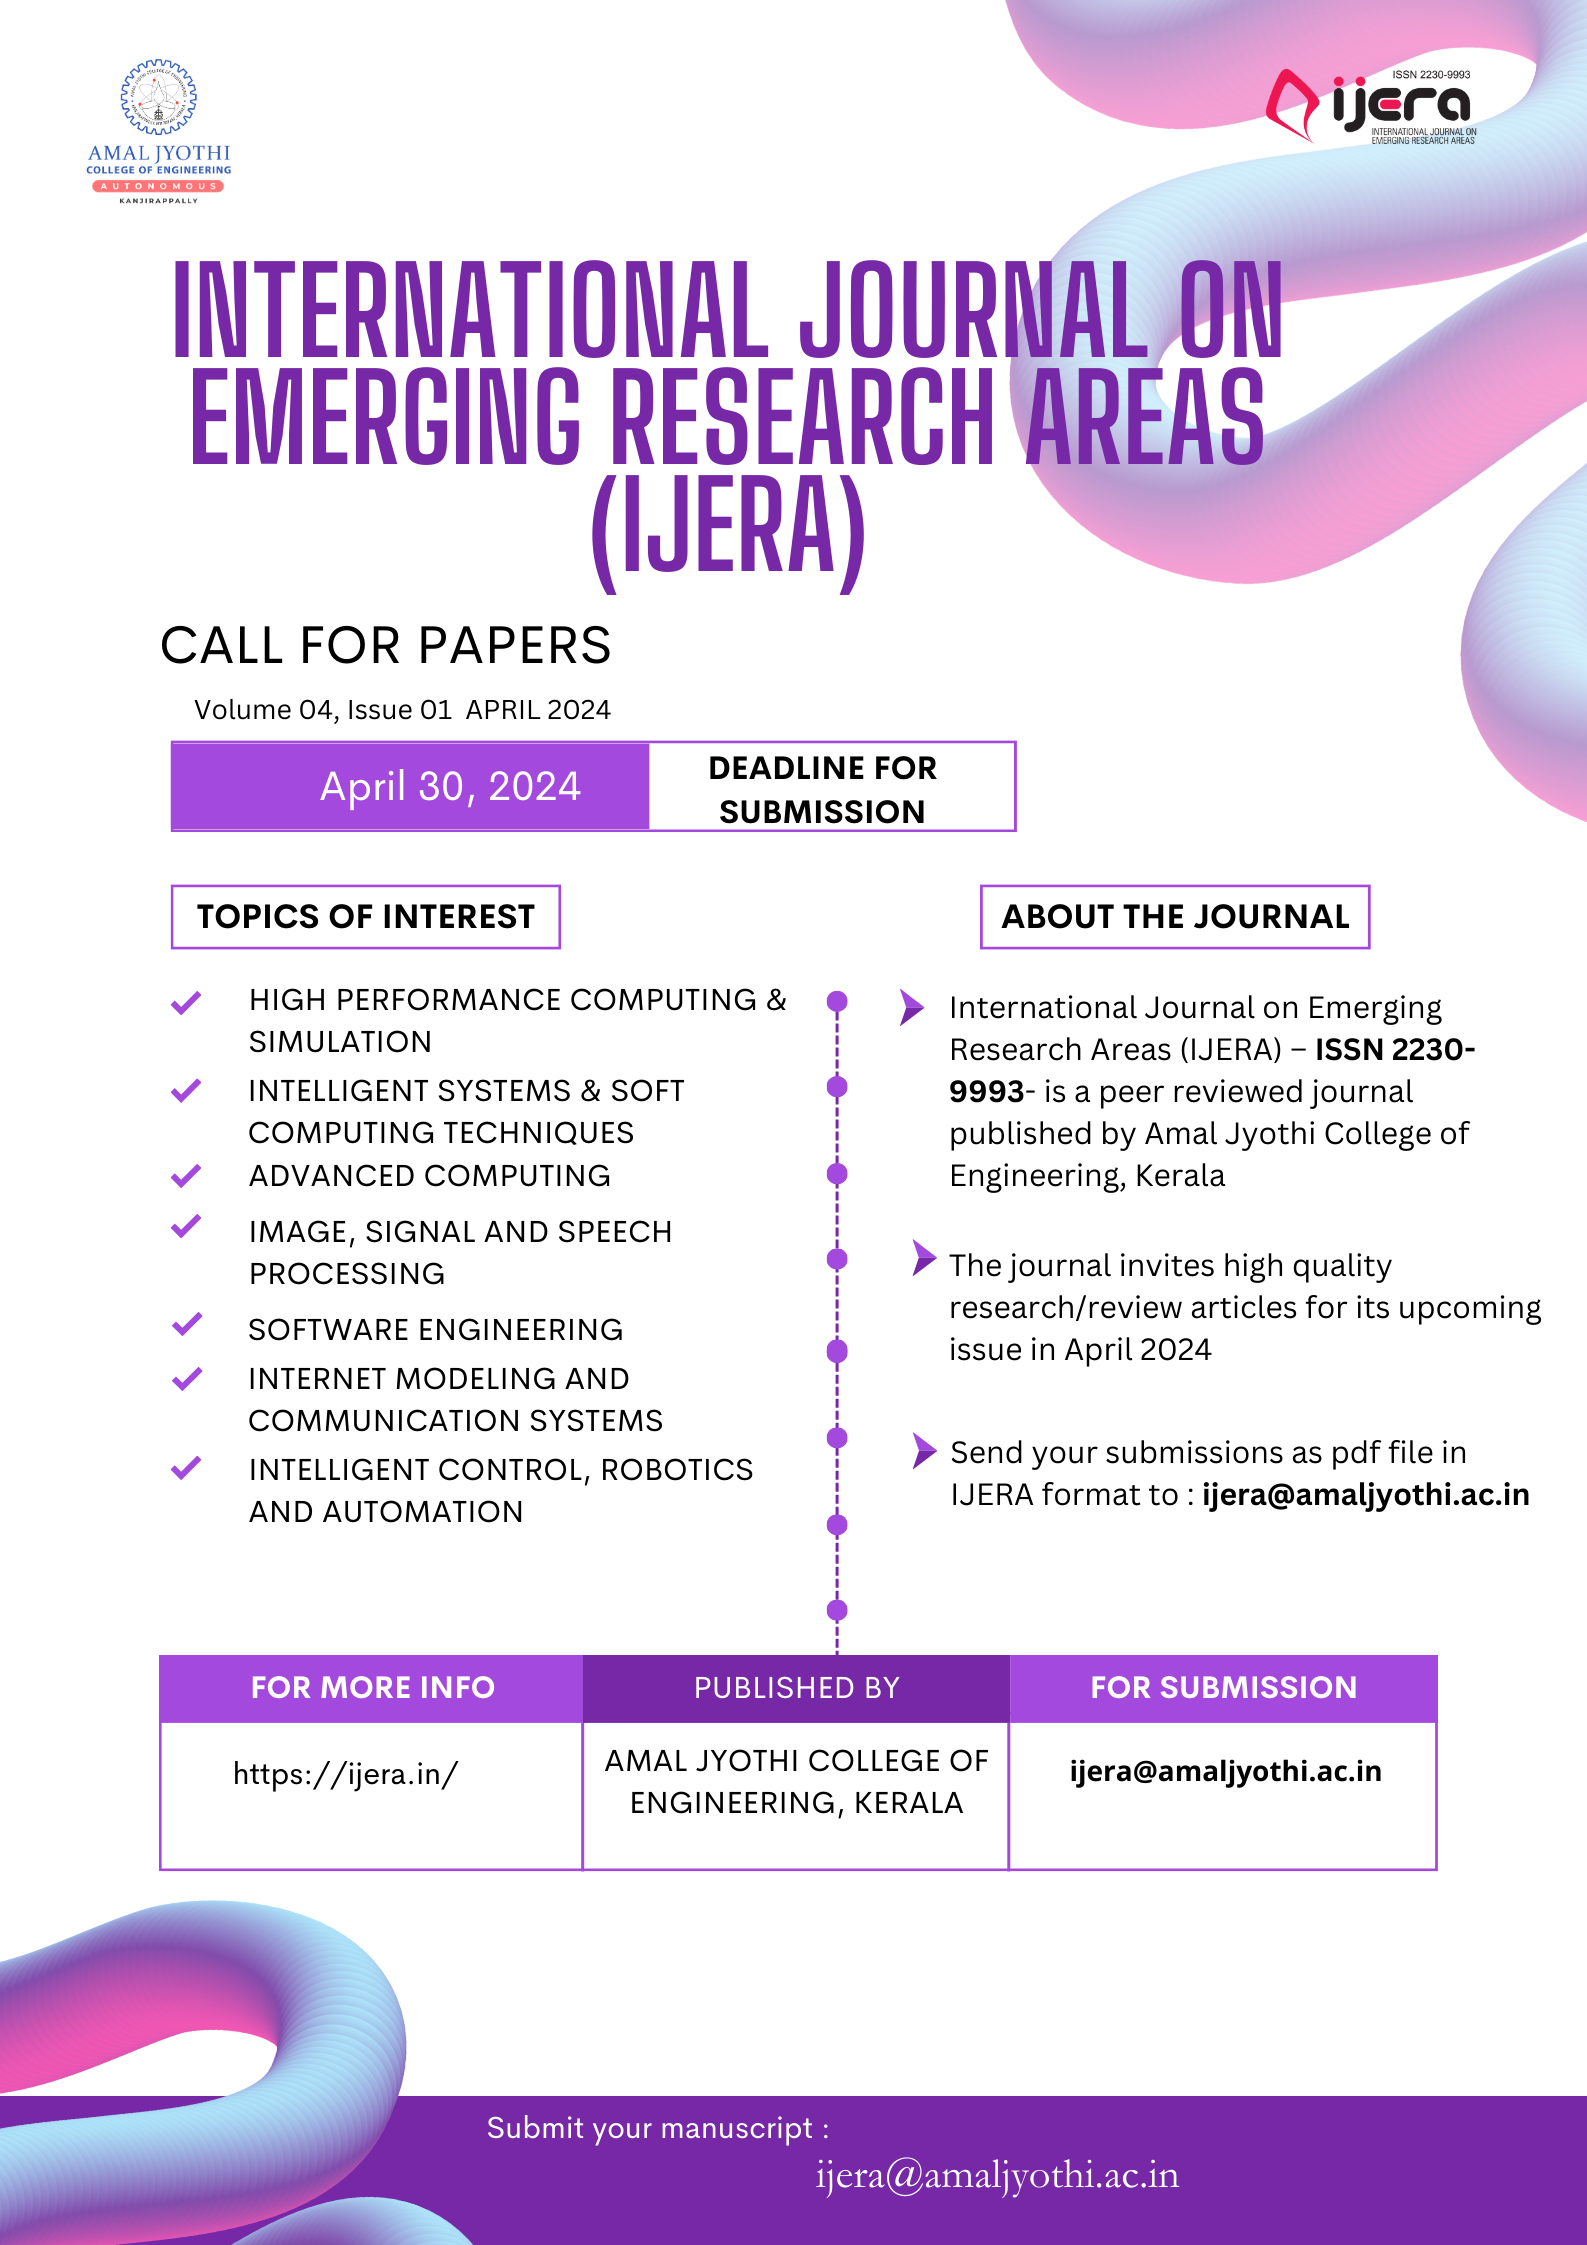 AMAL JYOTHI
COLLEGE OF ENGINEERING
AUTONOMOUS
KANJIRAPPALLY
ISSN 2230-9993
ijera
INTERNATIONAL JOURNAL ON
EMERGING RESEARCH AREAS
INTERNATIONAL JOURNAL ON
EMERGING RESEARCH AREAS
(IJERA)
CALL FOR PAPERS
Volume 04, Issue 01 APRIL 2024
April 30, 2024
DEADLINE FOR
SUBMISSION
TOPICS OF INTEREST
HIGH PERFORMANCE COMPUTING &
SIMULATION
INTELLIGENT SYSTEMS & SOFT
COMPUTING TECHNIQUES
ADVANCED COMPUTING
IMAGE, SIGNAL AND SPEECH
PROCESSING
SOFTWARE ENGINEERING
INTERNET MODELING AND
COMMUNICATION SYSTEMS
INTELLIGENT CONTROL, ROBOTICS
AND AUTOMATION
ABOUT THE JOURNAL
International Journal on Emerging
Research Areas (IJERA) – ISSN 2230-
9993- is a peer reviewed journal
published by Amal Jyothi College of
Engineering, Kerala
The journal invites high quality
research/review articles for its upcoming
issue in April 2024
Send your submissions as pdf file in
IJERA format to : ijera@amaljyothi.ac.in
FOR MORE INFO
https://ijera.in/
PUBLISHED BY
AMAL JYOTHI COLLEGE OF
ENGINEERING, KERALA
FOR SUBMISSION
ijera@amaljyothi.ac.in
Submit your manuscript :
ijera@amaljyothi.ac.in